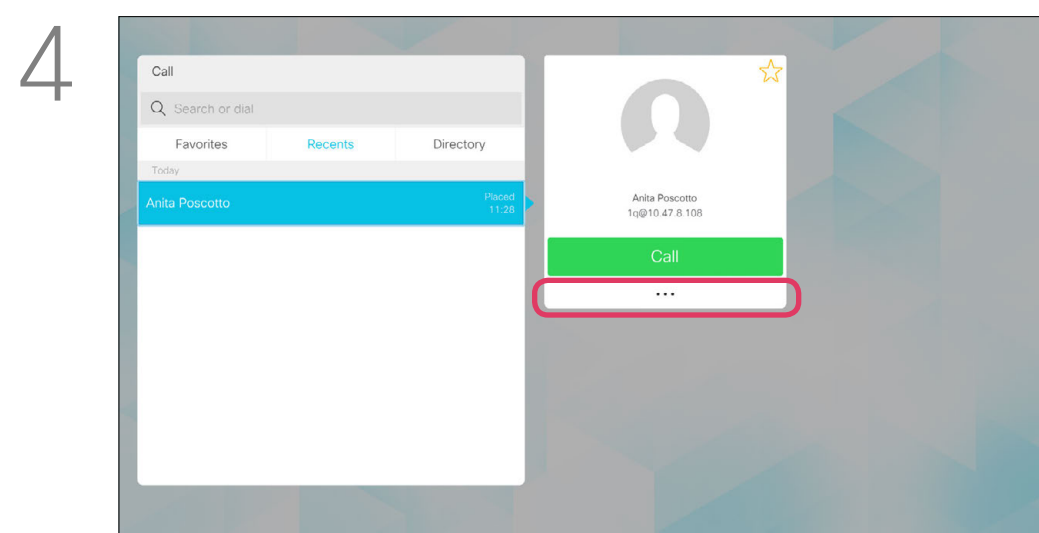 4
Call
Search or dial
Favorites Recents Directory
Today
Anita Poscotto Placed
11:28
Anita Poscotto
1q@10.47.8.108
Call
...